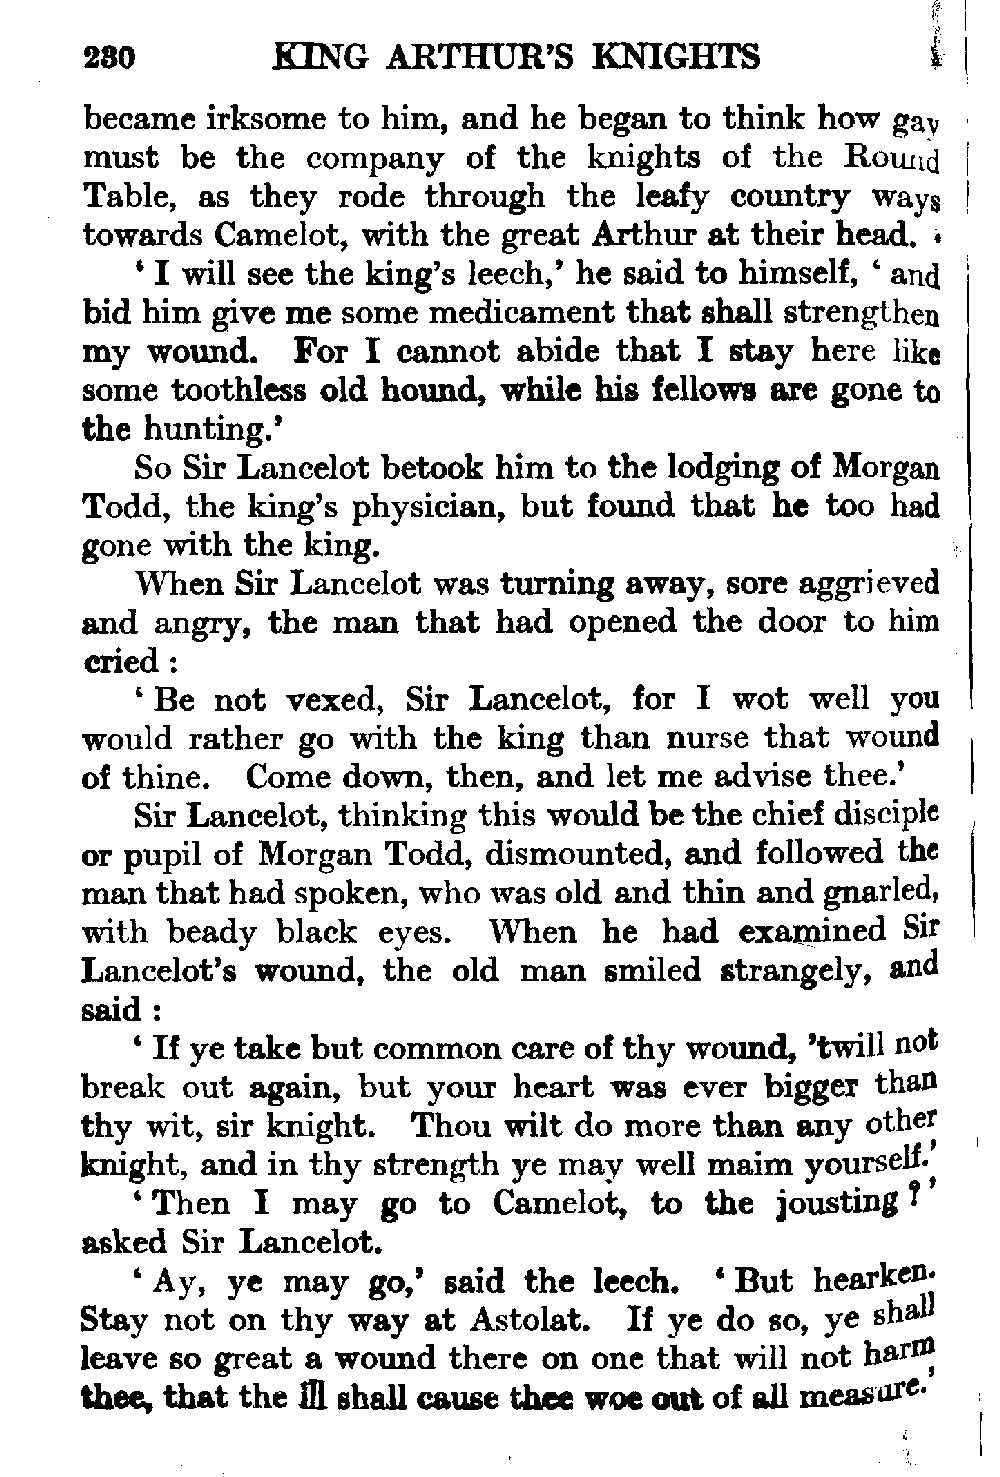 230 KING ARTHUR'S KNIGHTS
became irksome to him, and he began to think how gay
must be the company of the knights of the Round
Table, as they rode through the leafy country ways
towards Camelot, with the great Arthur at their head.
‘ I will see the king's leech,’ he said to himself, ‘ and
bid him give me some medicament that shall strengthen
my wound. For I cannot abide that I stay here like
some toothless old hound, while his fellows are gone to
the hunting.’
So Sir Lancelot betook him to the lodging of Morgan
Todd, the king's physician, but found that he too had
gone with the king.
When Sir Lancelot was turning away, sore aggrieved
and angry, the man that had opened the door to him
cried :
‘ Be not vexed, Sir Lancelot, for I wot well you
would rather go with the king than nurse that wound
of thine. Come down, then, and let me advise thee.’
Sir Lancelot, thinking this would be the chief disciple
or pupil of Morgan Todd, dismounted, and followed the
man that had spoken, who was old and thin and gnarled,
with beady black eyes. When he had examined Sir
Lancelot's wound, the old man smiled strangely, and
said :
‘ If ye take but common care of thy wound, ’twill not
break out again, but your heart was ever bigger than
thy wit, sir knight. Thou wilt do more than any other
knight, and in thy strength ye may well maim yourself.’
‘ Then I may go to Camelot, to the jousting ? ’
asked Sir Lancelot.
‘ Ay, ye may go,’ said the leech. ‘ But hearken.
Stay not on thy way at Astolat. If ye do so, ye shall
leave so great a wound there on one that will not harm
thee, that the ill shall cause thee woe out of all measure.’